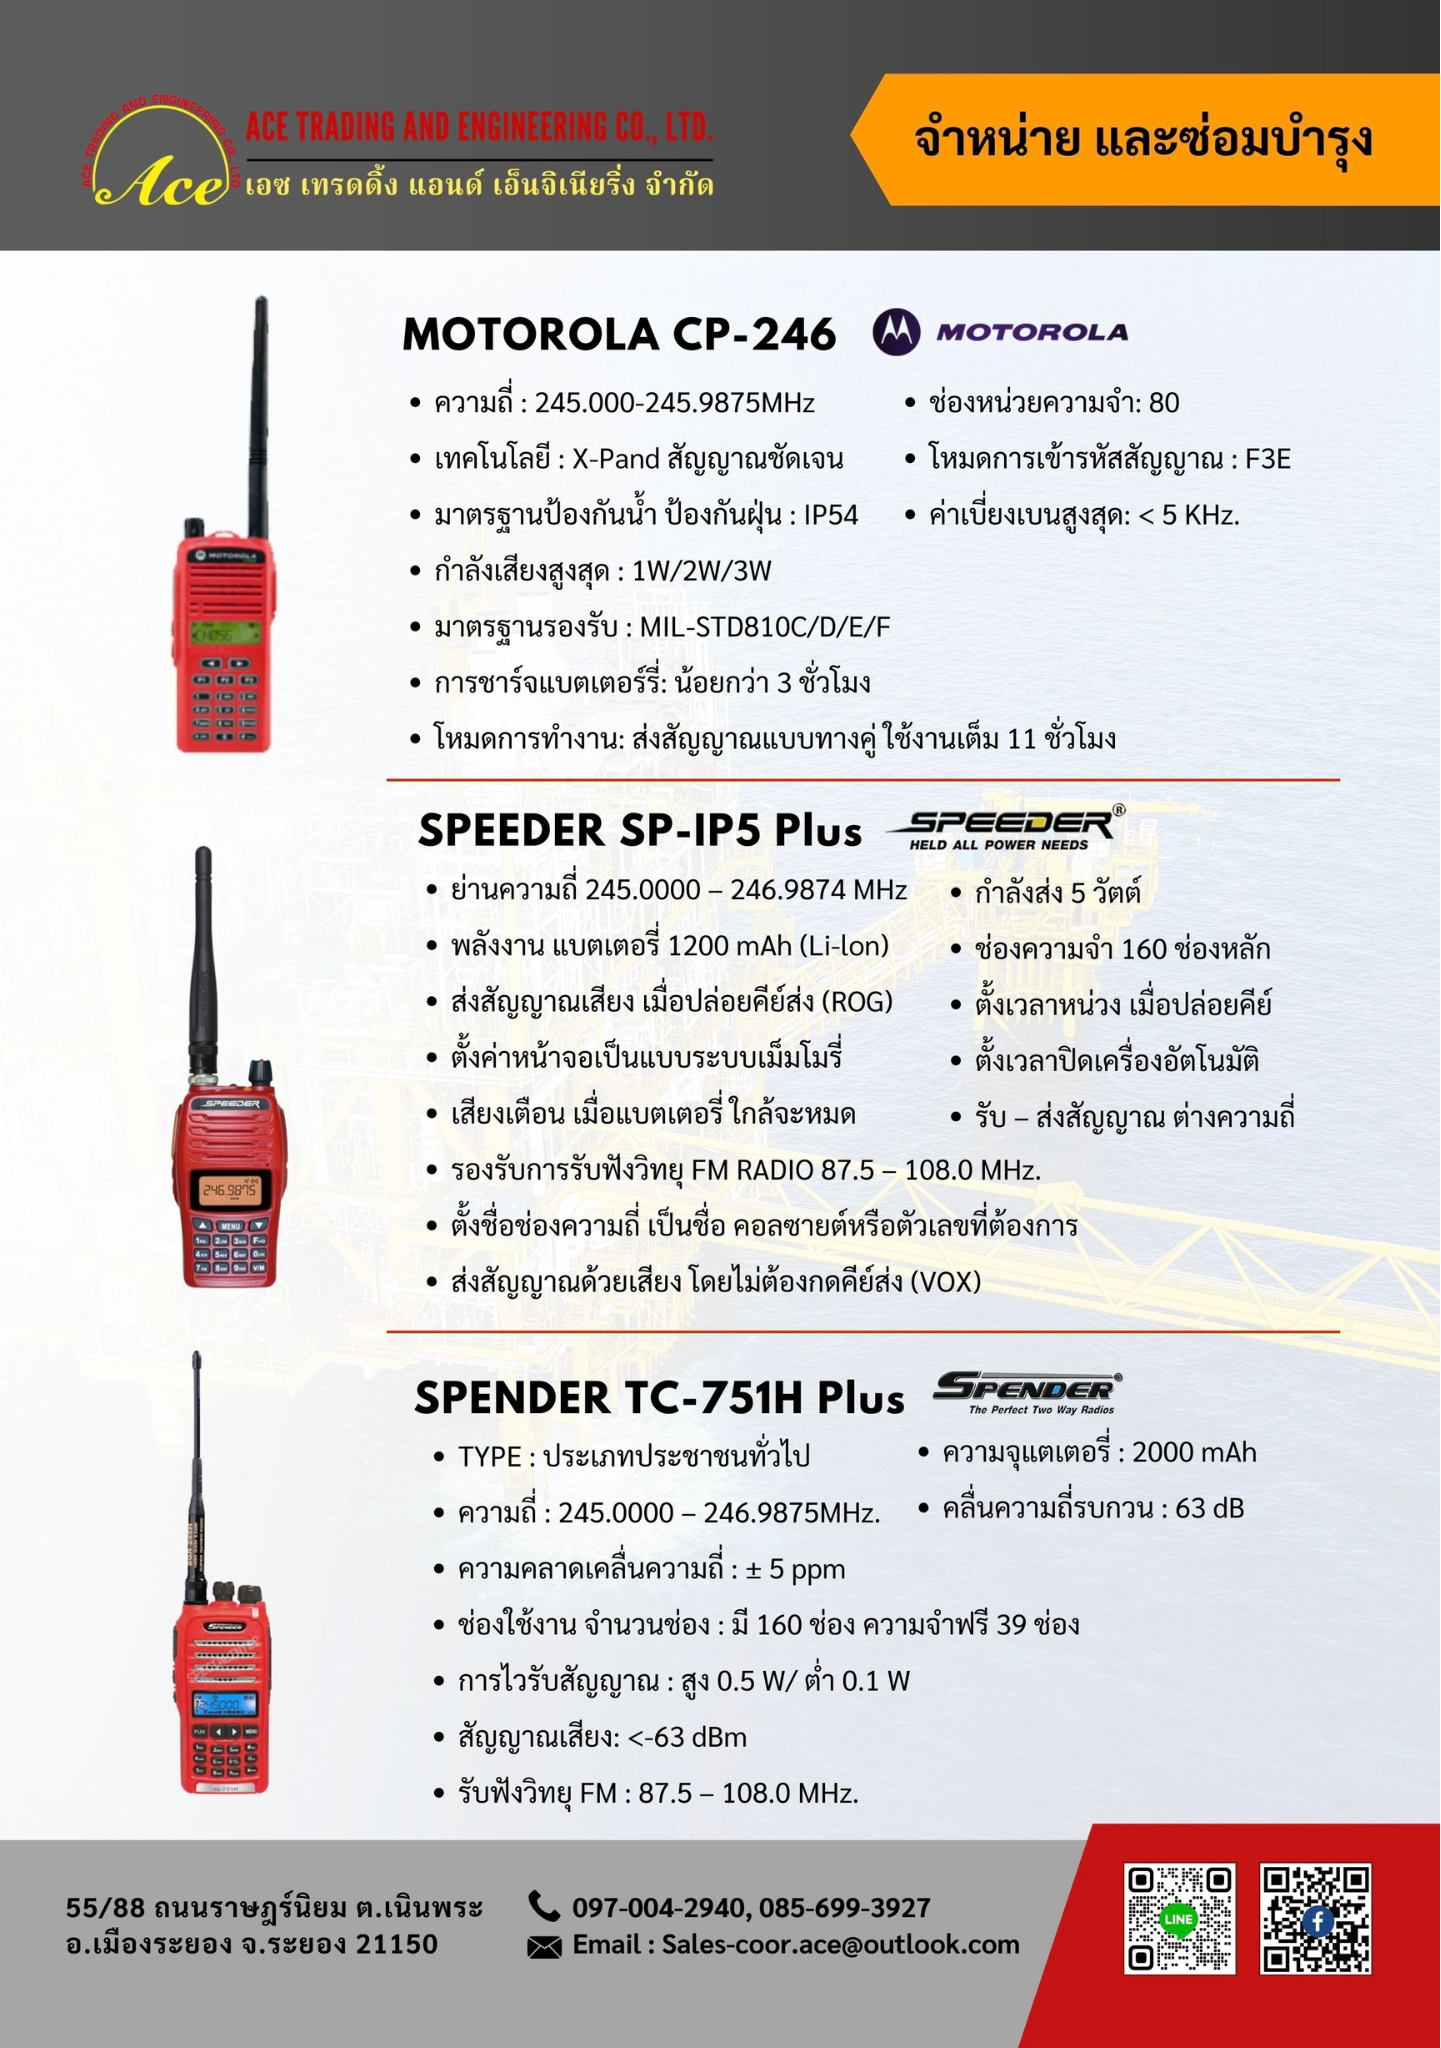 ACE TRADING AND ENGINEERING CO., LTD.
Ace
ACE TRADING AND ENGINEERING CO., LTD.
เอซ เทรดดิ้ง แอนด์ เอ็นจิเนียริ่ง จำกัด
จำหน่าย และซ่อมบำรุง
MOTOROLA CP-246
MOTOROLA
• ความถี่ : 245.000-245.9875MHz
• เทคโนโลยี : X-Pand สัญญาณชัดเจน
• มาตรฐานป้องกันน้ำ ป้องกันฝุ่น : IP54
• กำลังเสียงสูงสุด : 1W/2W/3W
• มาตรฐานรองรับ : MIL-STD810C/D/E/F
• การชาร์จแบตเตอร์รี่: น้อยกว่า 3 ชั่วโมง
• โหมดการทำงาน: ส่งสัญญาณแบบทางคู่ ใช้งานเต็ม 11 ชั่วโมง
• ช่องหน่วยความจำ: 80
• โหมดการเข้ารหัสสัญญาณ : F3E
• ค่าเบี่ยงเบนสูงสุด: < 5 KHz.
MOTOROLA
SPEEDER SP-IP5 Plus
SPEEDER®
HELD ALL POWER NEEDS
• ย่านความถี่ 245.0000 – 246.9874 MHz
• พลังงาน แบตเตอรี่ 1200 mAh (Li-lon)
• ส่งสัญญาณเสียง เมื่อปล่อยคีย์ส่ง (ROG)
• ตั้งค่าหน้าจอเป็นแบบระบบเม็มโมรี่
• เสียงเตือน เมื่อแบตเตอรี่ ใกล้จะหมด
• รองรับการรับฟังวิทยุ FM RADIO 87.5 – 108.0 MHz.
• ตั้งชื่อช่องความถี่ เป็นชื่อ คอลซายต์หรือตัวเลขที่ต้องการ
• ส่งสัญญาณด้วยเสียง โดยไม่ต้องกดคีย์ส่ง (VOX)
• กำลังส่ง 5 วัตต์
• ช่องความจำ 160 ช่องหลัก
• ตั้งเวลาหน่วง เมื่อปล่อยคีย์
• ตั้งเวลาปิดเครื่องอัตโนมัติ
• รับ – ส่งสัญญาณ ต่างความถี่
SPEEDER
246.9875
MENU
SPENDER TC-751H Plus
SPENDER®
The Perfect Two Way Radios
• TYPE : ประเภทประชาชนทั่วไป
• ความถี่ : 245.0000 – 246.9875MHz.
• ความคลาดเคลื่อนความถี่ : ± 5 ppm
• ช่องใช้งาน จำนวนช่อง : มี 160 ช่อง ความจำฟรี 39 ช่อง
• การไวรับสัญญาณ : สูง 0.5 W/ ต่ำ 0.1 W
• สัญญาณเสียง: <-63 dBm
• รับฟังวิทยุ FM : 87.5 – 108.0 MHz.
• ความจุแตเตอรี่ : 2000 mAh
• คลื่นความถี่รบกวน : 63 dB
SPENDER
55/88 ถนนราษฎร์นิยม ต.เนินพระ
อ.เมืองระยอง จ.ระยอง 21150
097-004-2940, 085-699-3927
Email : Sales-coor.ace@outlook.com
LINE